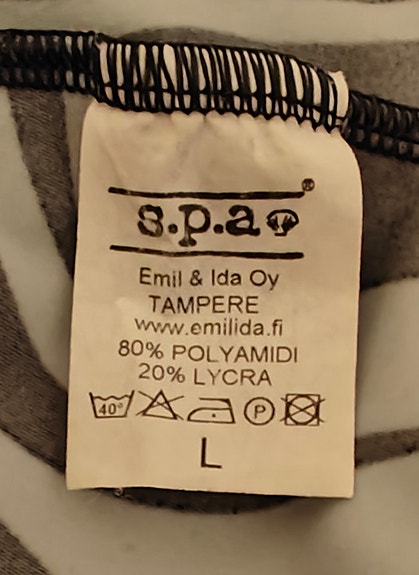 s.p.a®
Emil & Ida Oy
TAMPERE
www.emilida.fi
80% POLYAMIDI
20% LYCRA
40° P
L